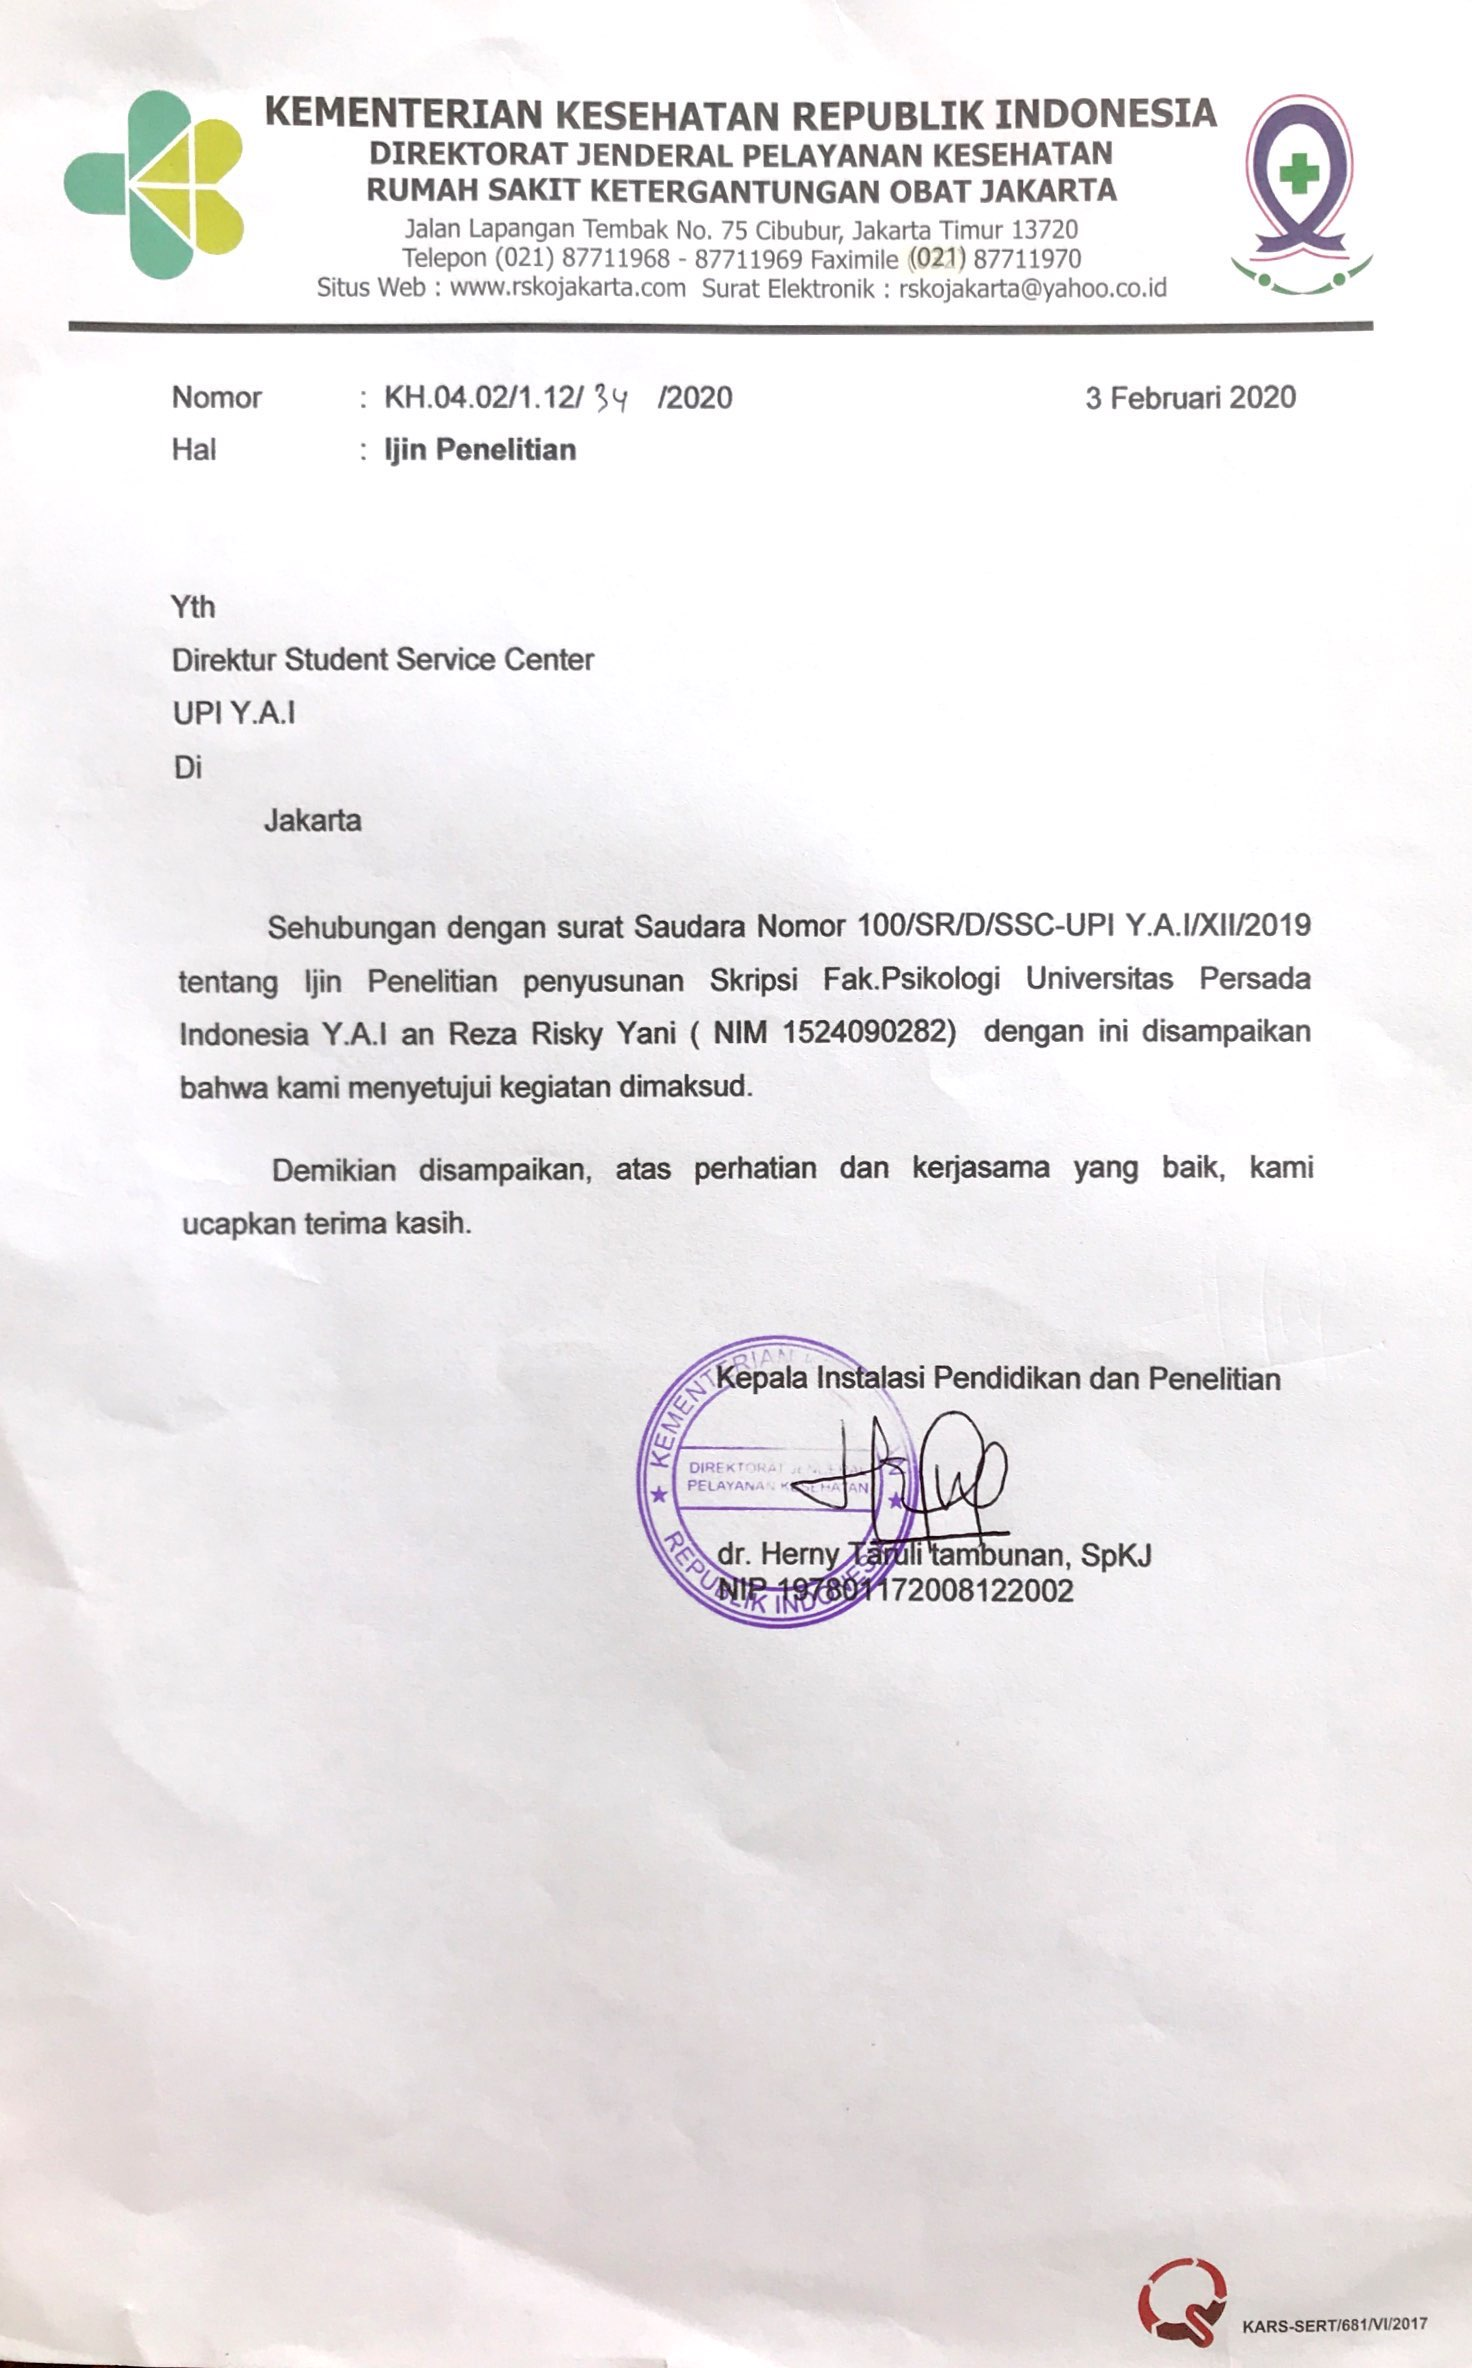 KEMENTERIAN KESEHATAN REPUBLIK INDONESIA
DIREKTORAT JENDERAL PELAYANAN KESEHATAN
RUMAH SAKIT KETERGANTUNGAN OBAT JAKARTA
Jalan Lapangan Tembak No. 75 Cibubur, Jakarta Timur 13720
Telepon (021) 87711968 - 87711969 Faximile (021) 87711970
Situs Web : www.rskojakarta.com Surat Elektronik : rskojakarta@yahoo.co.id
Nomor : KH.04.02/1.12/ 34 /2020 3 Februari 2020
Hal : Ijin Penelitian
Yth
Direktur Student Service Center
UPI Y.A.I
Di
Jakarta
Sehubungan dengan surat Saudara Nomor 100/SR/D/SSC-UPI Y.A.I/XII/2019
tentang Ijin Penelitian penyusunan Skripsi Fak.Psikologi Universitas Persada
Indonesia Y.A.I an Reza Risky Yani ( NIM 1524090282) dengan ini disampaikan
bahwa kami menyetujui kegiatan dimaksud.
Demikian disampaikan, atas perhatian dan kerjasama yang baik, kami
ucapkan terima kasih.
Kepala Instalasi Pendidikan dan Penelitian
KEMENTERIAN
DIREKTORAT JENDERAL
PELAYANAN KESEHATAN
REPUBLIK INDONESIA
dr. Herny Taruli tambunan, SpKJ
NIP 197801172008122002
KARS-SERT/681/VI/2017